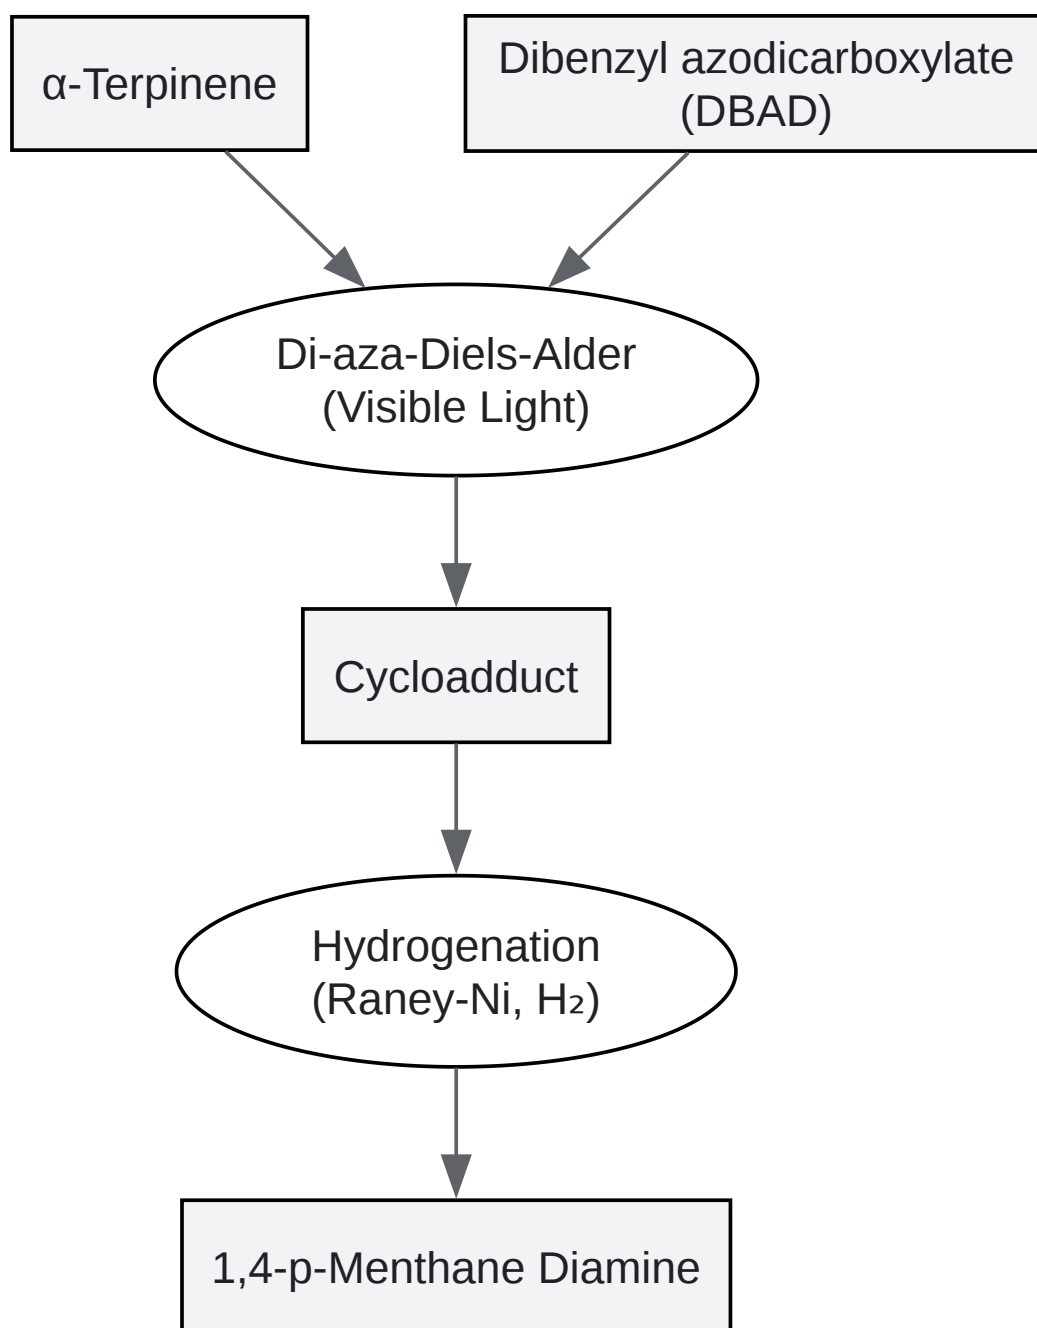 α-Terpinene
Dibenzyl azodicarboxylate
(DBAD)
Di-aza-Diels-Alder
(Visible Light)
Cycloadduct
Hydrogenation
(Raney-Ni, H₂)
1,4-p-Menthane Diamine